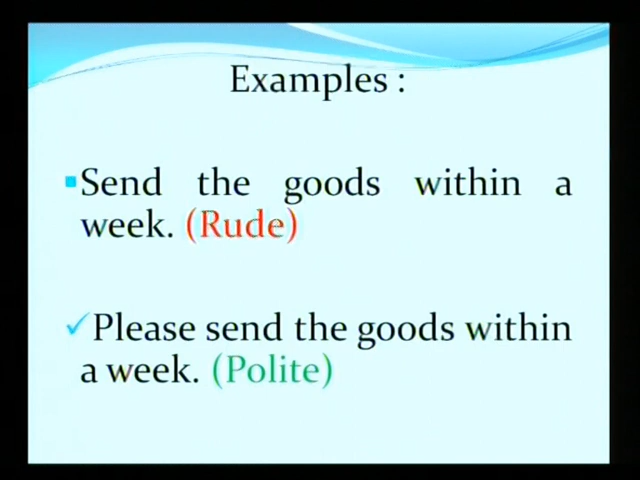 Examples :
Send the goods within a
week. (Rude)
Please send the goods within
a week. (Polite)